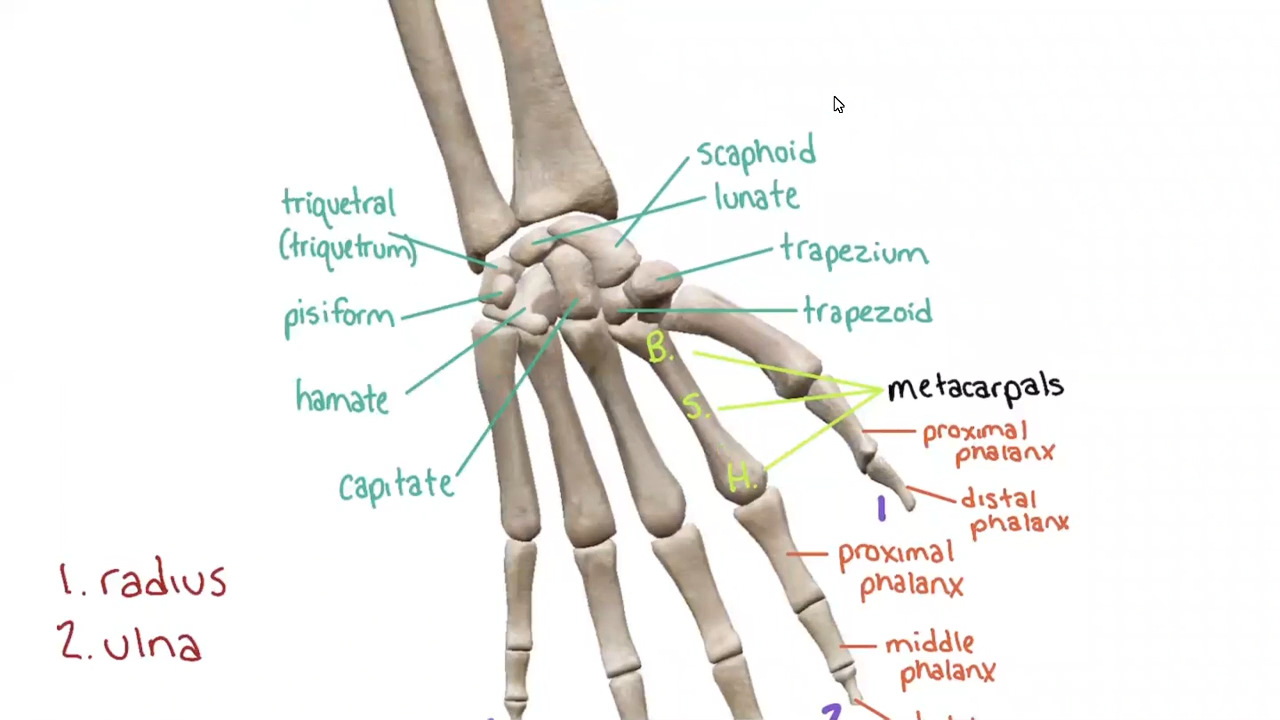 scaphoid
lunate
triquetral
(triquetrum)
trapezium
pisiform
trapezoid
B.
metacarpals
hamate
S.
proximal
phalanx
H.
capitate
1
distal
phalanx
proximal
phalanx
1. radius
2. ulna
middle
phalanx
2